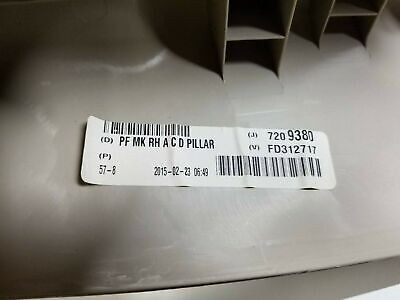 (J) 7209380
(D) PF MK RH A C D PILLAR (V) FD312717
(P)
57-8 2015-02-23 06:49